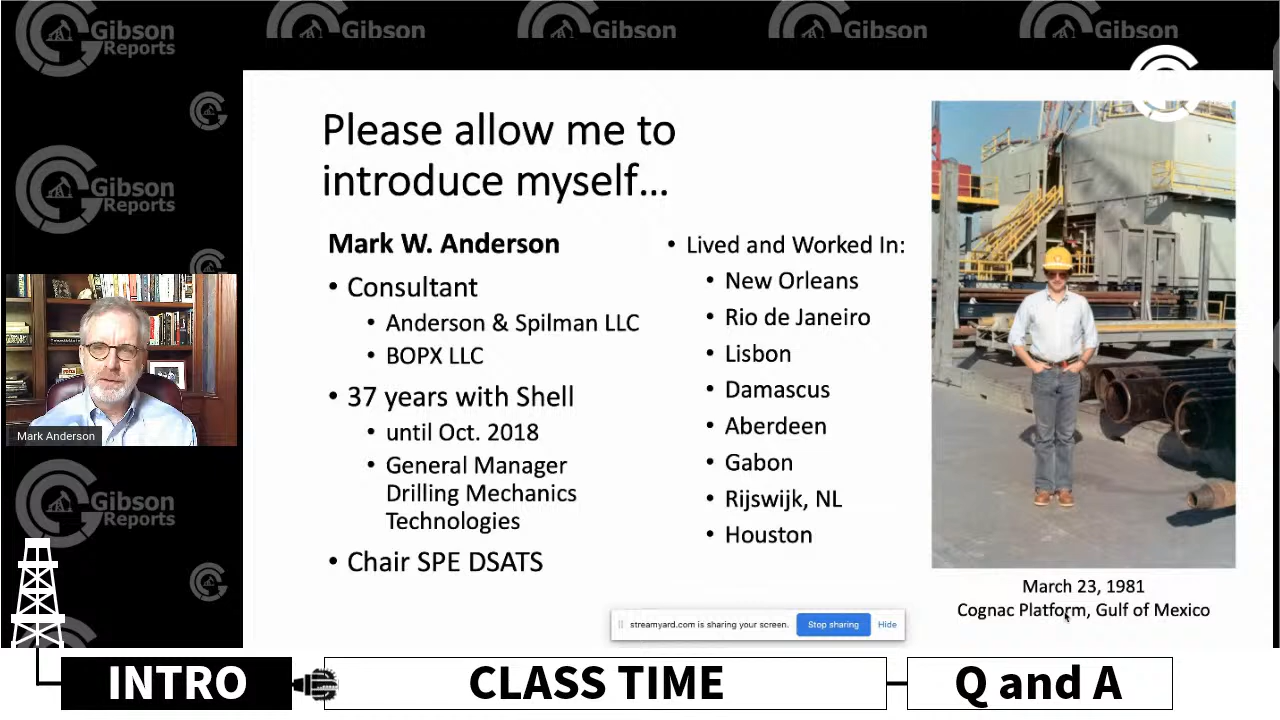 Gibson
Reports
Gibson
Gibson
Gibson
Gibson
Please allow me to
introduce myself...
Gibson
Reports
Mark W. Anderson
• Consultant
• Anderson & Spilman LLC
• BOPX LLC
• 37 years with Shell
• until Oct. 2018
• General Manager
Drilling Mechanics
Technologies
• Chair SPE DSATS
• Lived and Worked In:
• New Orleans
• Rio de Janeiro
• Lisbon
• Damascus
• Aberdeen
• Gabon
• Rijswijk, NL
• Houston
March 23, 1981
Cognac Platform, Gulf of Mexico
Mark Anderson
Gibson
Reports
streamyard.com is sharing your screen.
Stop sharing
Hide
INTRO
CLASS TIME
Q and A